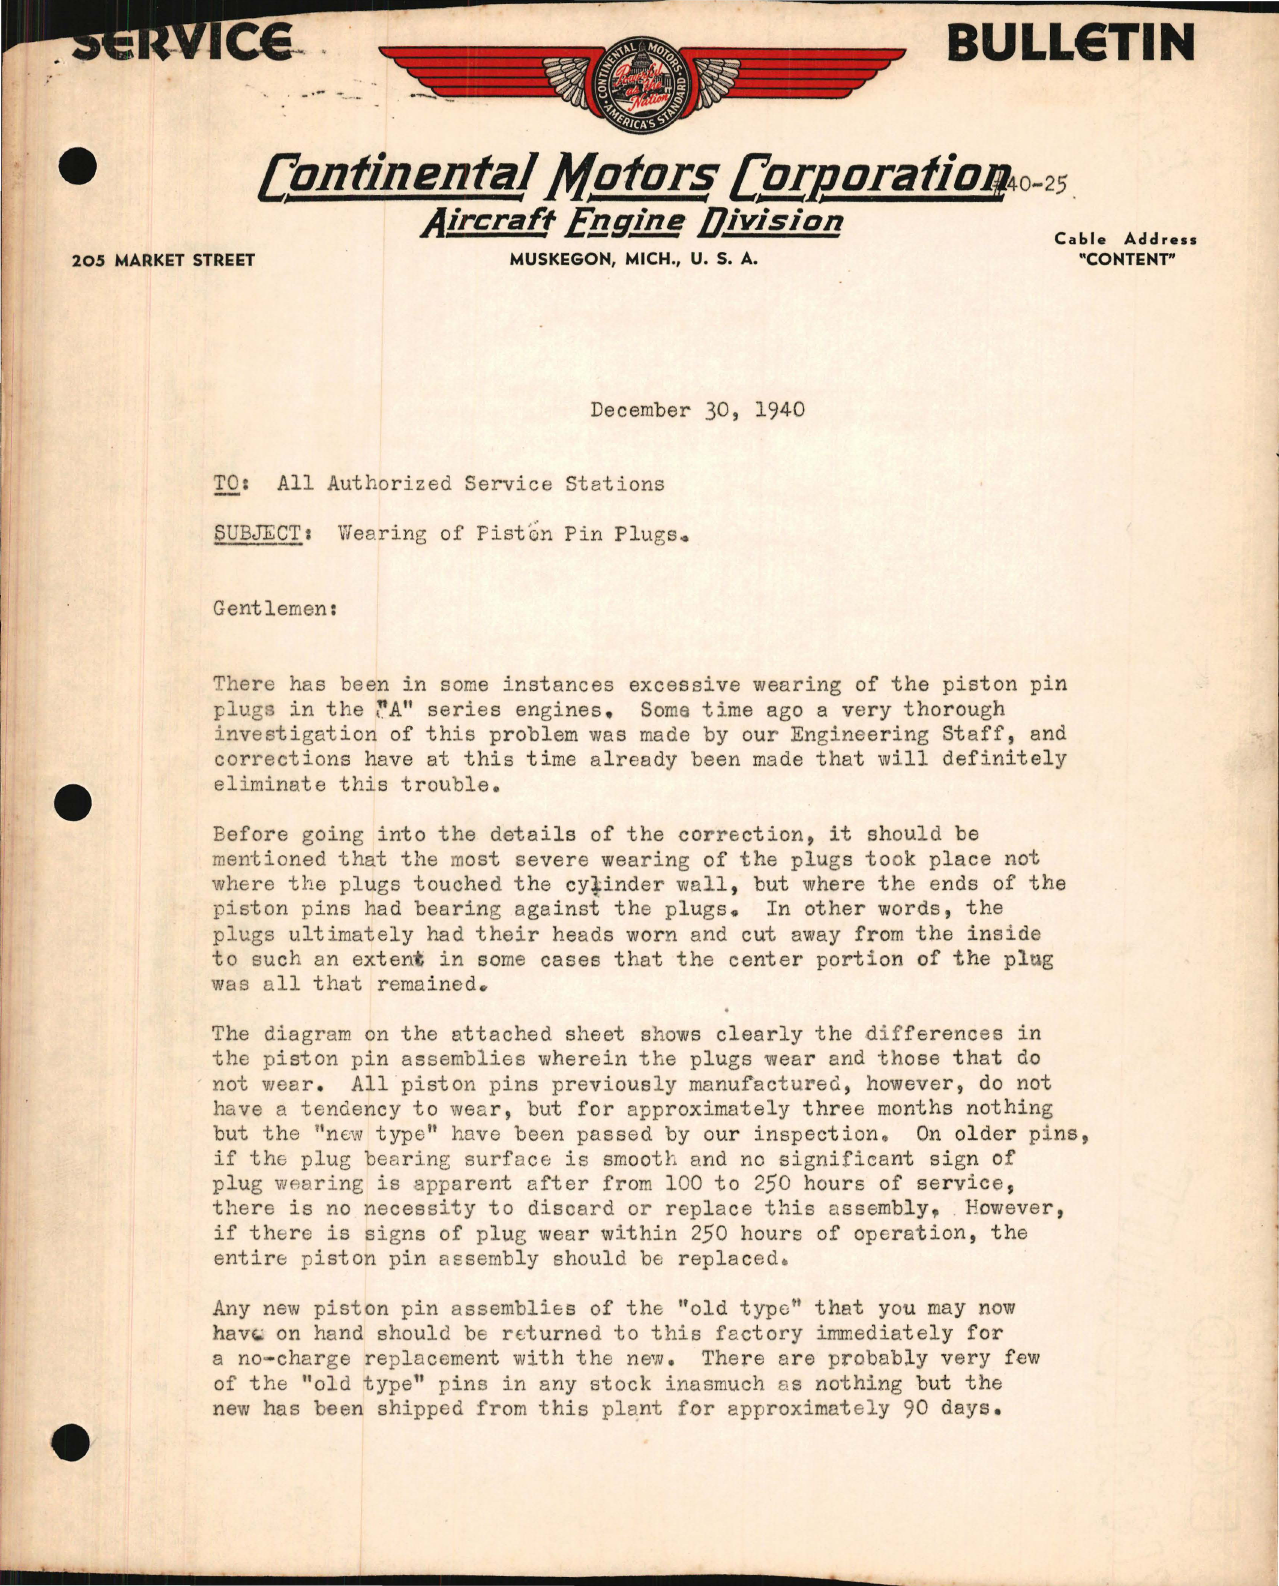 SERVICE BULLETIN
CONTINENTAL MOTORS
Powerful as the Nation
AMERICA'S STANDARD
Continental Motors Corporation
#40-25
Aircraft Engine Division
205 MARKET STREET
MUSKEGON, MICH., U. S. A.
Cable Address
"CONTENT"
December 30, 1940
TO: All Authorized Service Stations
SUBJECT: Wearing of Piston Pin Plugs.
Gentlemen:
There has been in some instances excessive wearing of the piston pin
plugs in the "A" series engines. Some time ago a very thorough
investigation of this problem was made by our Engineering Staff, and
corrections have at this time already been made that will definitely
eliminate this trouble.
Before going into the details of the correction, it should be
mentioned that the most severe wearing of the plugs took place not
where the plugs touched the cylinder wall, but where the ends of the
piston pins had bearing against the plugs. In other words, the
plugs ultimately had their heads worn and cut away from the inside
to such an extent in some cases that the center portion of the plug
was all that remained.
The diagram on the attached sheet shows clearly the differences in
the piston pin assemblies wherein the plugs wear and those that do
not wear. All piston pins previously manufactured, however, do not
have a tendency to wear, but for approximately three months nothing
but the "new type" have been passed by our inspection. On older pins,
if the plug bearing surface is smooth and no significant sign of
plug wearing is apparent after from 100 to 250 hours of service,
there is no necessity to discard or replace this assembly. However,
if there is signs of plug wear within 250 hours of operation, the
entire piston pin assembly should be replaced.
Any new piston pin assemblies of the "old type" that you may now
have on hand should be returned to this factory immediately for
a no-charge replacement with the new. There are probably very few
of the "old type" pins in any stock inasmuch as nothing but the
new has been shipped from this plant for approximately 90 days.